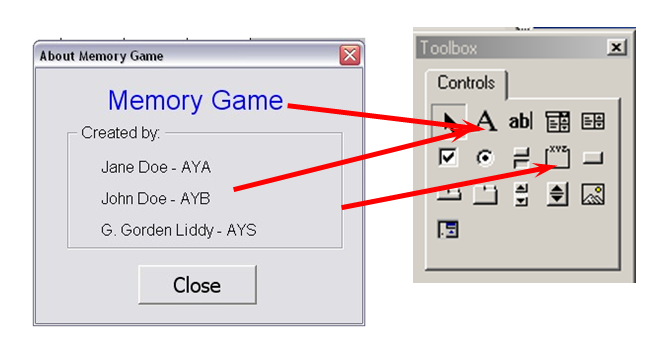 About Memory Game
Memory Game
Created by:
Jane Doe - AYA
John Doe - AYB
G. Gorden Liddy - AYS
Close
Toolbox
Controls
A ab|
XYZ